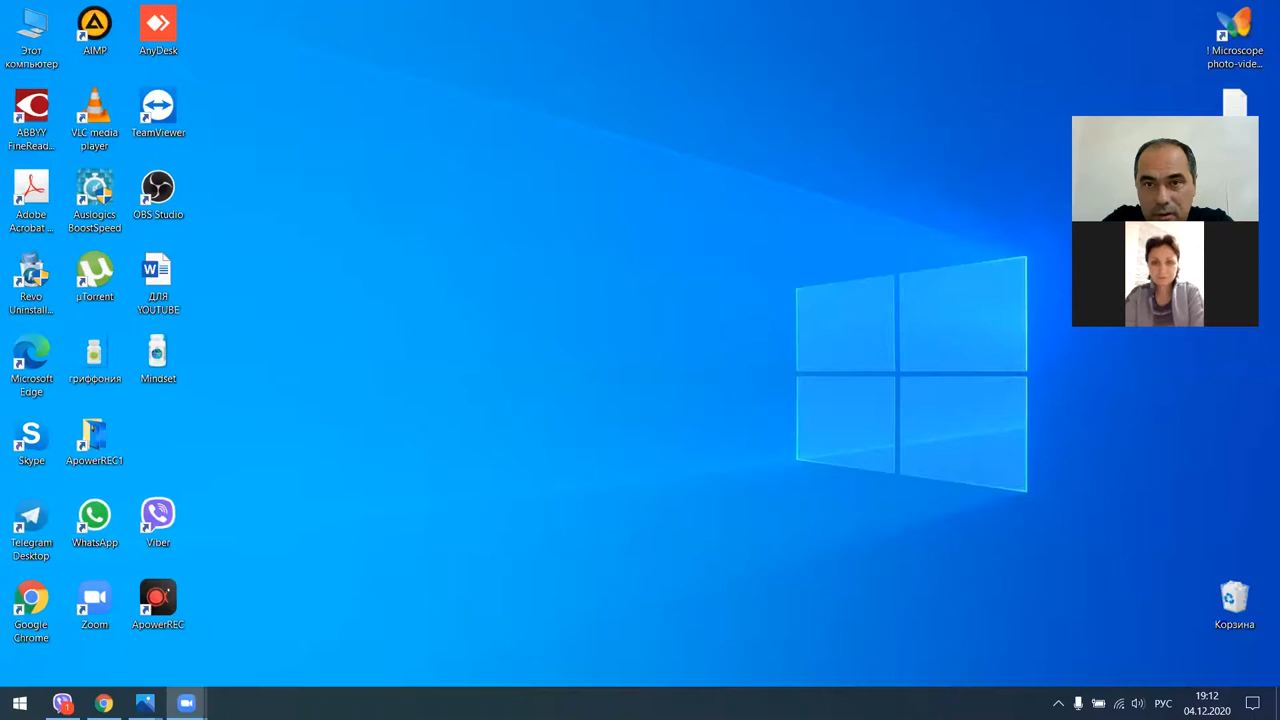 Этот
компьютер
AIMP
AnyDesk
ABBYY
FineRead...
VLC media
player
TeamViewer
Adobe
Acrobat ...
Auslogics
BoostSpeed
OBS Studio
Revo
Uninstall...
µTorrent
ДЛЯ
YOUTUBE
Microsoft
Edge
гриффония
Mindset
Skype
ApowerREC1
Telegram
Desktop
WhatsApp
Viber
Google
Chrome
Zoom
ApowerREC
! Microscope
photo-vide...
Корзина
1
РУС
19:12
04.12.2020